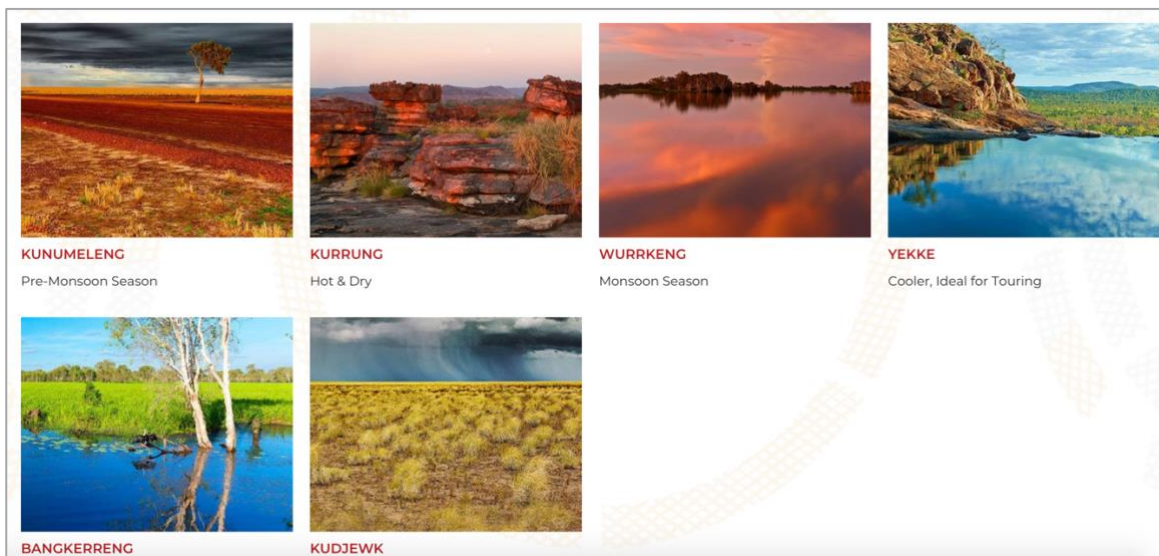 KUNUMELENG
Pre-Monsoon Season
KURRUNG
Hot & Dry
WURRKENG
Monsoon Season
YEKKE
Cooler, Ideal for Touring
BANGKERRENG
KUDJEWK